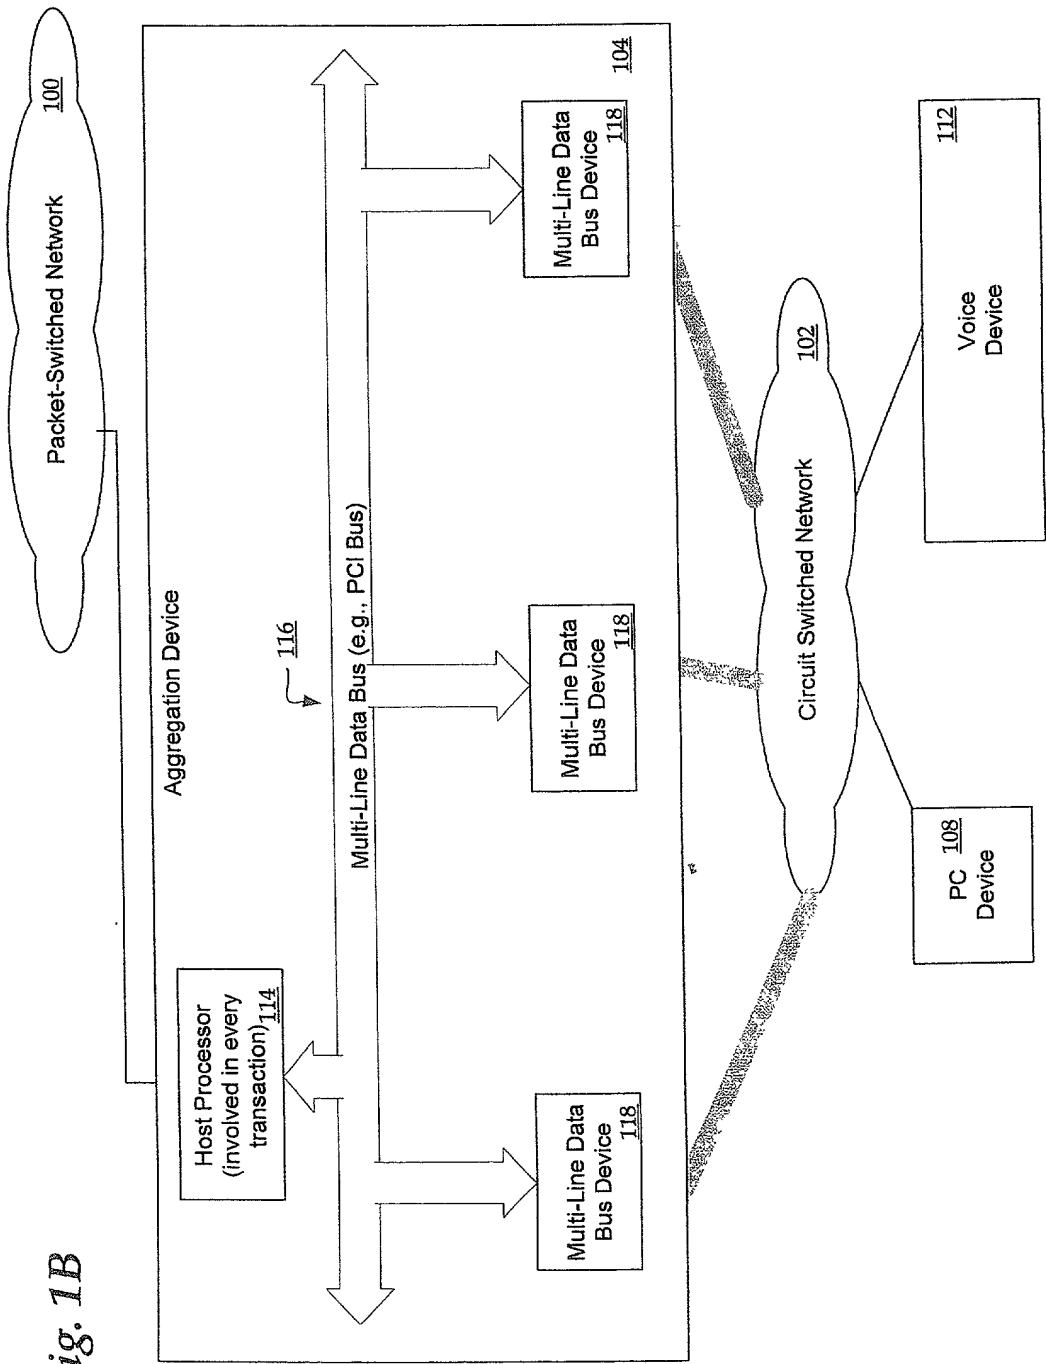 ig. 1B
Packet-Switched Network
100
Aggregation Device
104
Host Processor
(involved in every
transaction)
114
116
Multi-Line Data Bus (e.g., PCI Bus)
Multi-Line Data
Bus Device
118
Multi-Line Data
Bus Device
118
Multi-Line Data
Bus Device
118
Circuit Switched Network
102
PC
Device
108
Voice
Device
112